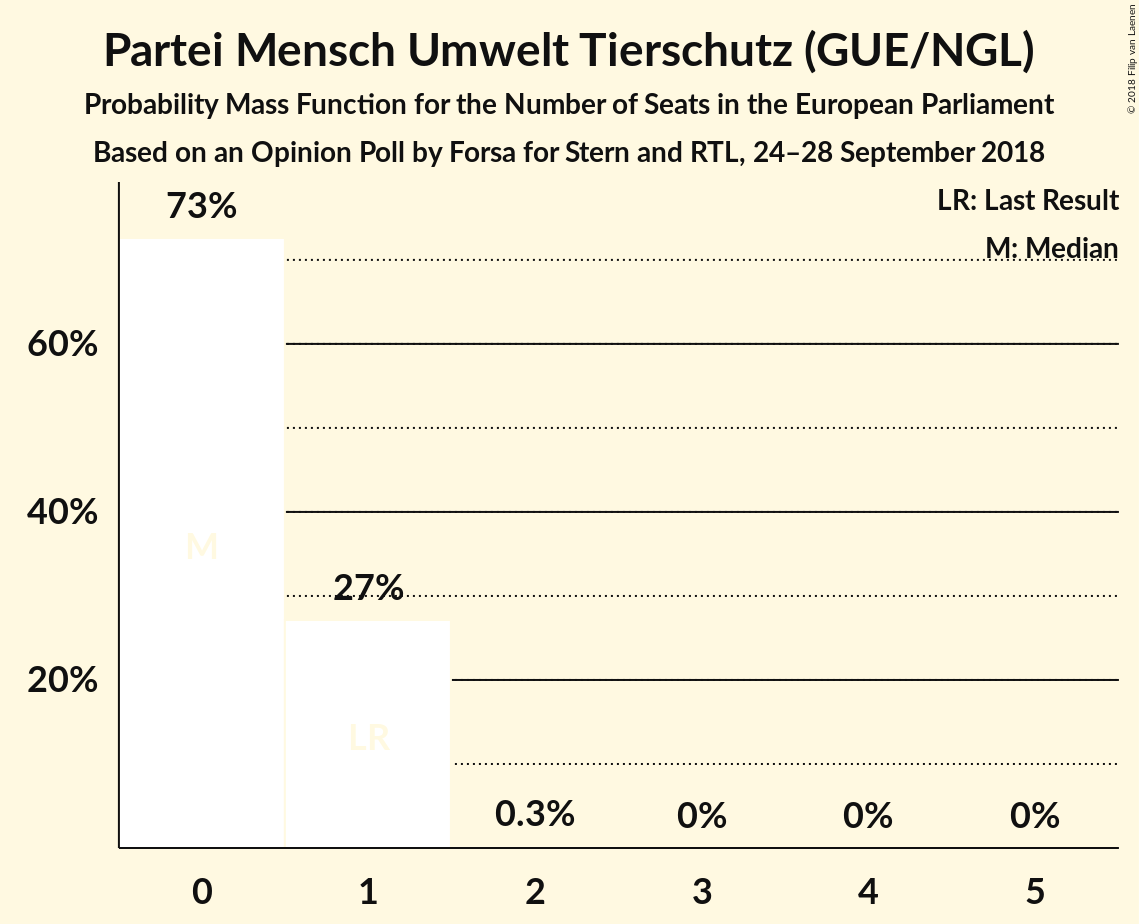 Partei Mensch Umwelt Tierschutz (GUE/NGL)
Probability Mass Function for the Number of Seats in the European Parliament
Based on an Opinion Poll by Forsa for Stern and RTL, 24–28 September 2018
© 2018 Filip van Laenen
LR: Last Result
M: Median
73%
60%
40%
20%
M
27%
LR
0.3%
0%
0%
0%
0
1
2
3
4
5